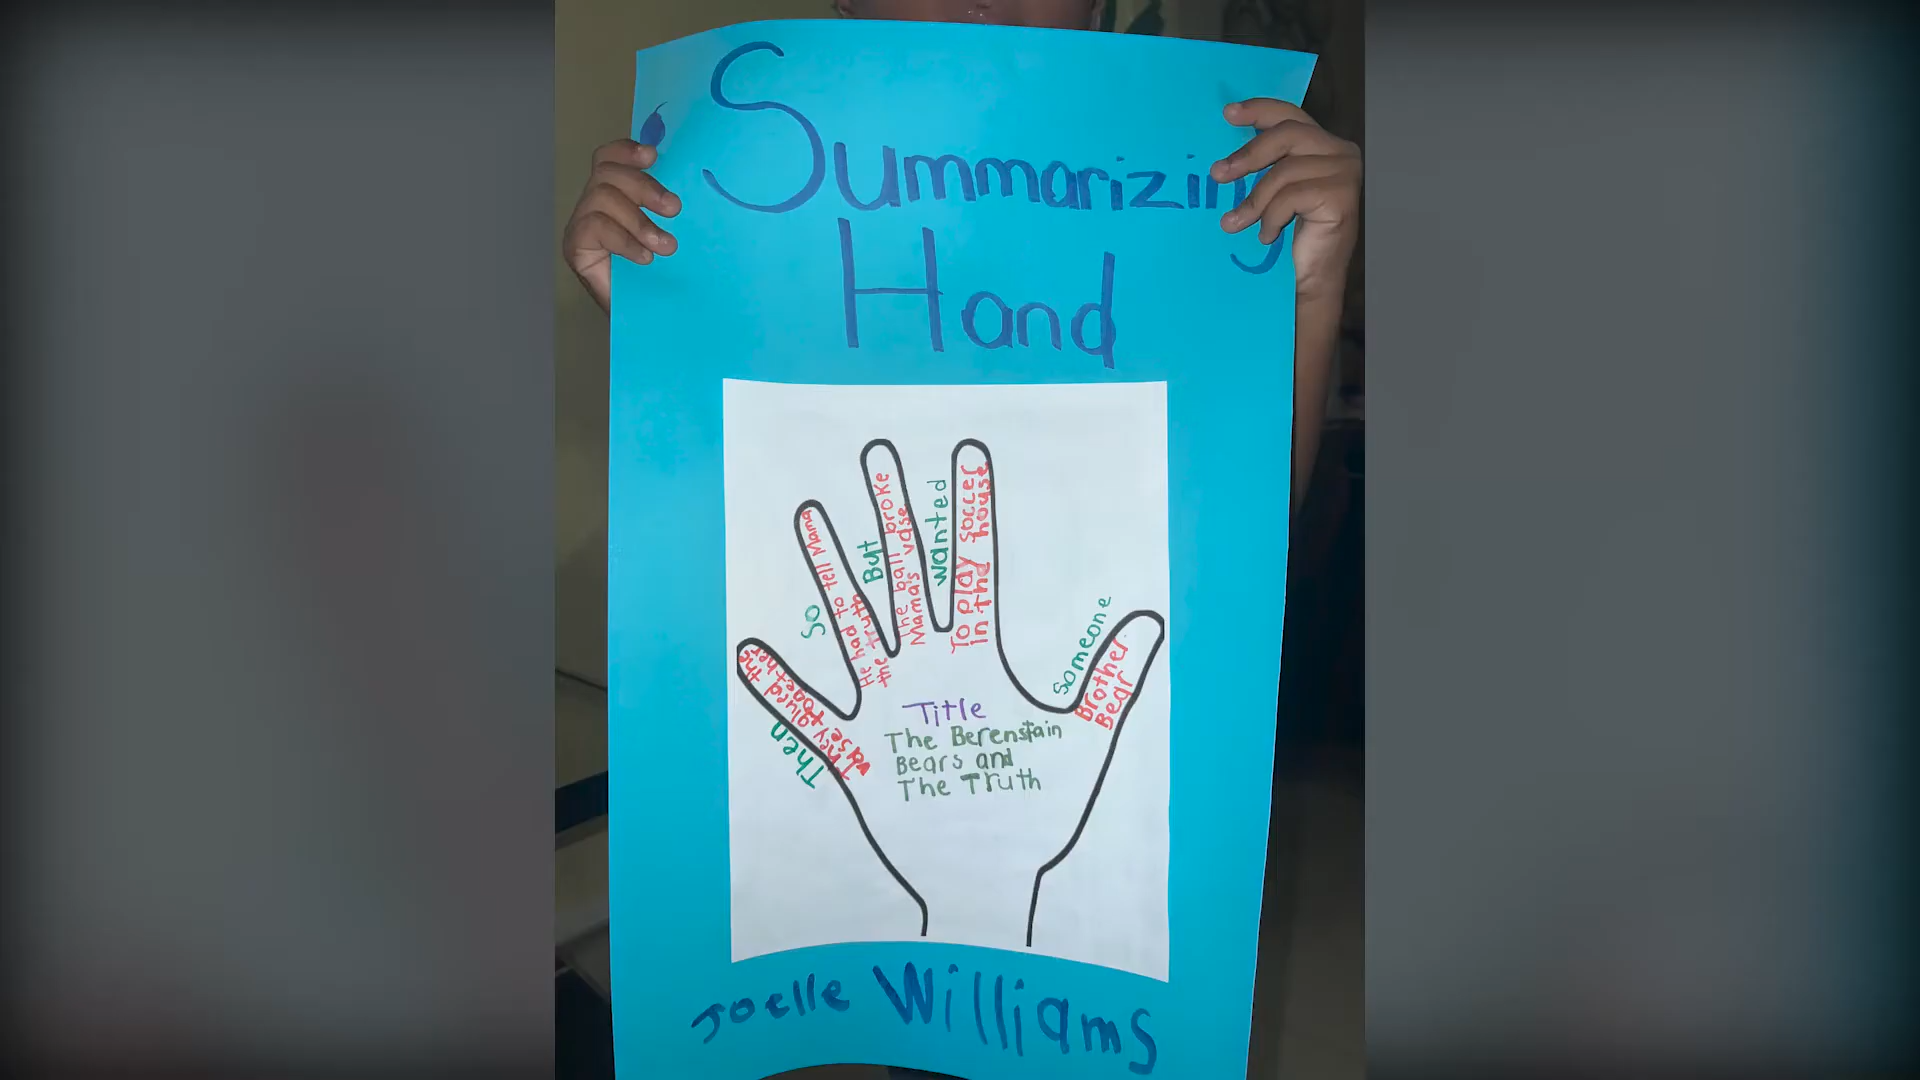 Summarizing
Hand
Someone
Brother
Bear
wanted
To play soccer
in the house
But
The ball broke
Mama's vase
So
He had to tell Mama
the truth
Then
They glued the
vase together
Title
The Berenstain
Bears and
The Truth
Joelle Williams